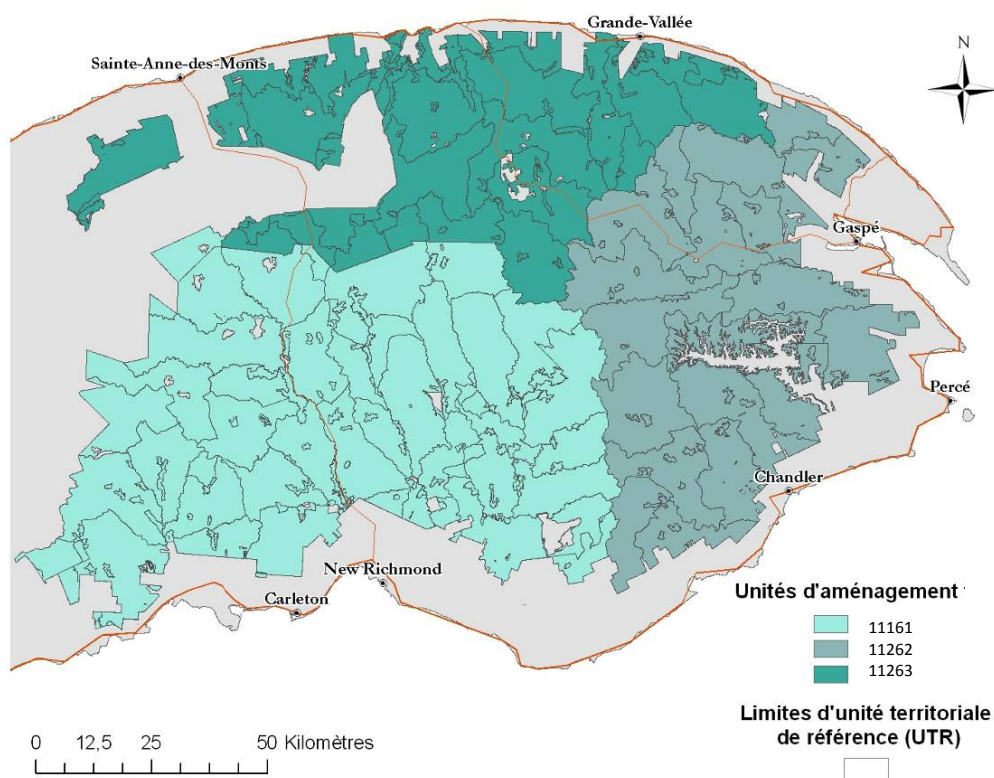 Grande-Vallée
Sainte-Anne-des-Monts
N
Gaspé
Percé
Chandler
New Richmond
Carleton
Unités d'aménagement
11161
11262
11263
Limites d'unité territoriale
de référence (UTR)
0 12,5 25 50 Kilomètres